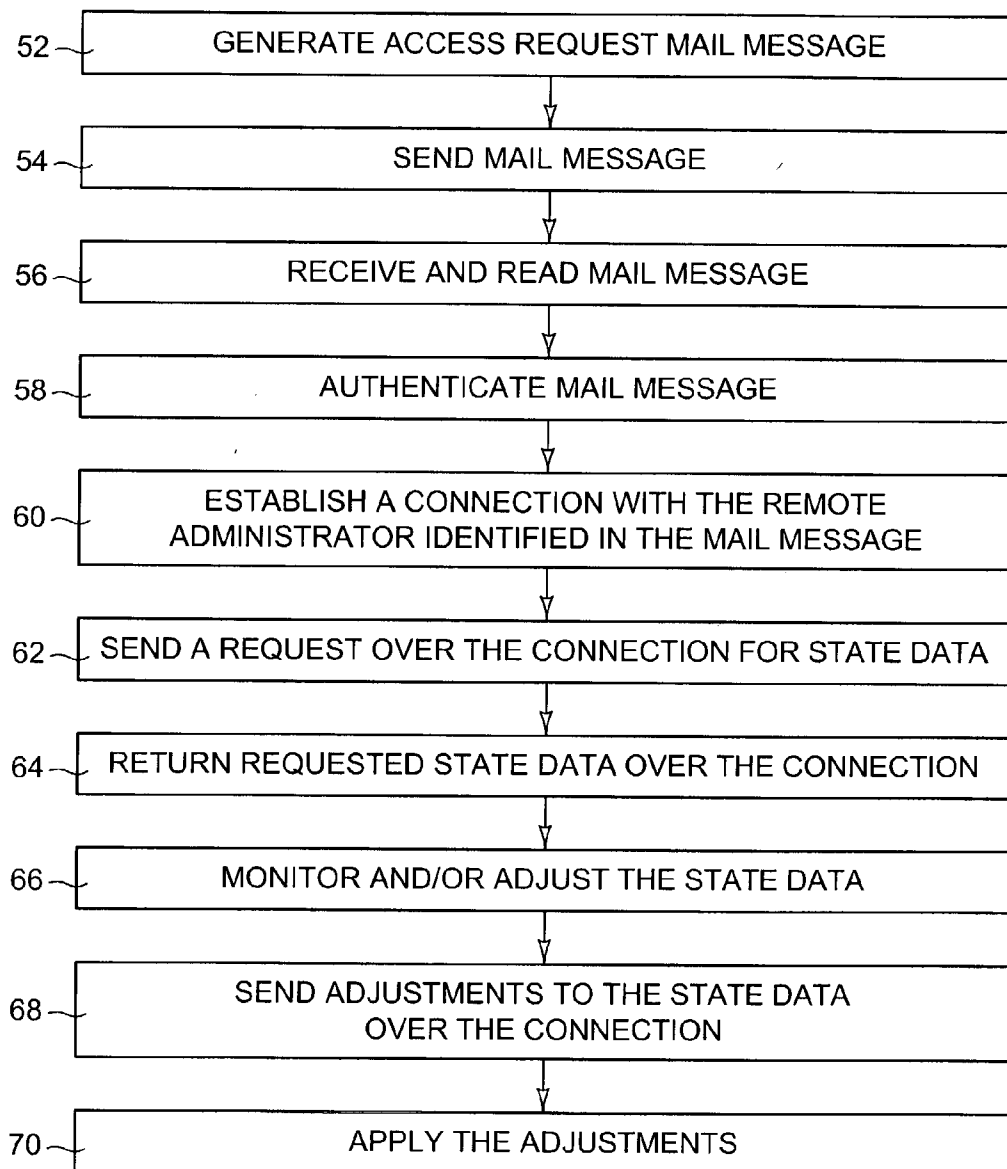 52 GENERATE ACCESS REQUEST MAIL MESSAGE
54 SEND MAIL MESSAGE
56 RECEIVE AND READ MAIL MESSAGE
58 AUTHENTICATE MAIL MESSAGE
60 ESTABLISH A CONNECTION WITH THE REMOTE
ADMINISTRATOR IDENTIFIED IN THE MAIL MESSAGE
62 SEND A REQUEST OVER THE CONNECTION FOR STATE DATA
64 RETURN REQUESTED STATE DATA OVER THE CONNECTION
66 MONITOR AND/OR ADJUST THE STATE DATA
68 SEND ADJUSTMENTS TO THE STATE DATA
OVER THE CONNECTION
70 APPLY THE ADJUSTMENTS